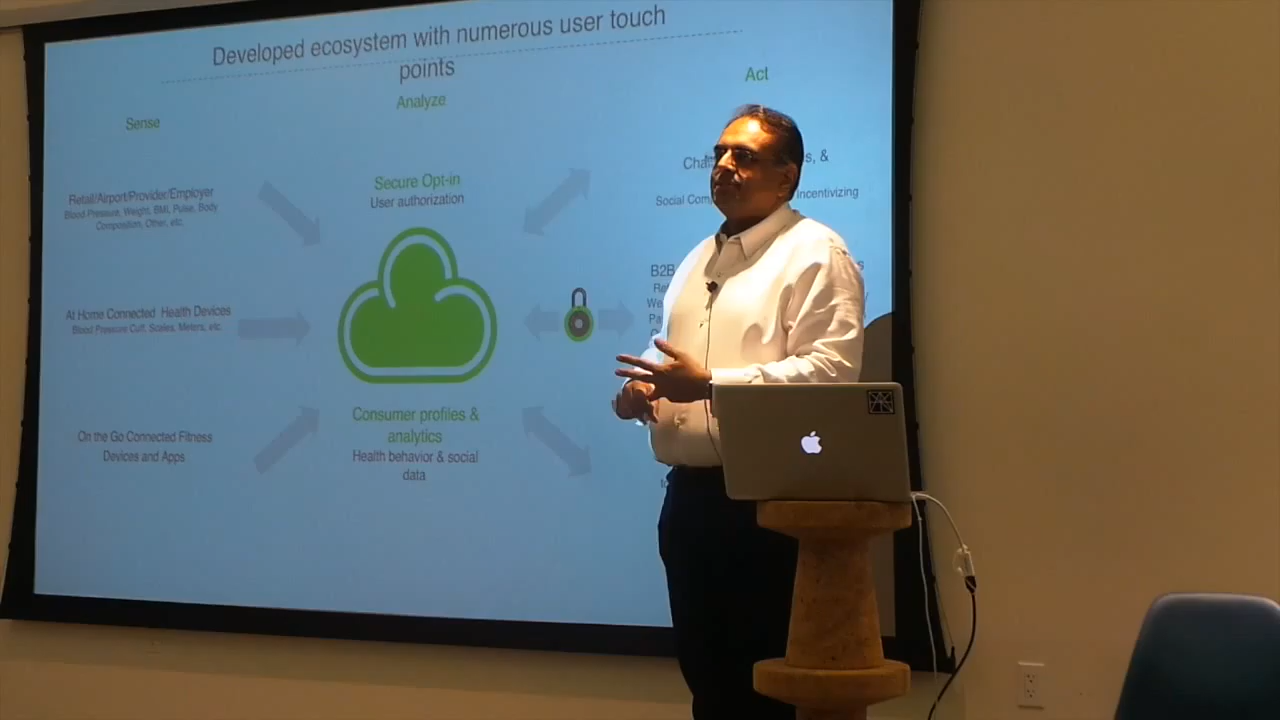 Developed ecosystem with numerous user touch
points
Sense
Analyze
Act
Retail/Airport/Provider/Employer
Blood Pressure, Weight, BMI, Pulse, Body
Composition, Other, etc.
At Home Connected Health Devices
Blood Pressure Cuff, Scales, Meters, etc.
On the Go Connected Fitness
Devices and Apps
Secure Opt-in
User authorization
Consumer profiles &
analytics
Health behavior & social
data
&
Social
Incentivizing
B2B